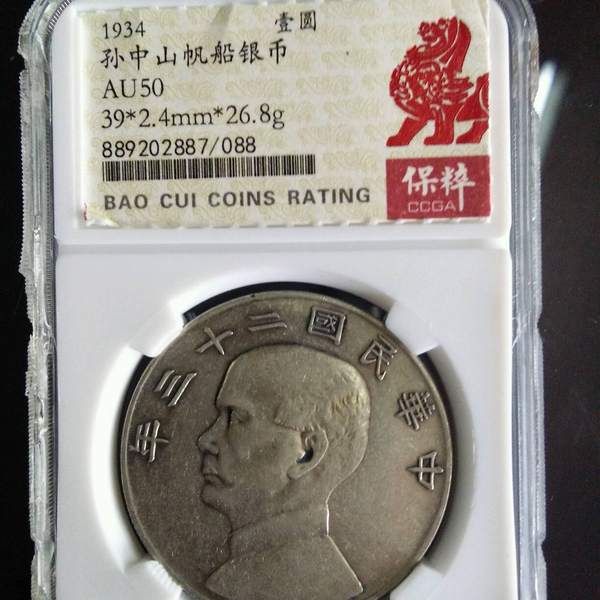 1934 壹圆
孙中山帆船银币
AU50
39*2.4mm*26.8g
889202887/088
BAO CUI COINS RATING
保粹
CCGA
年三十二國民華中